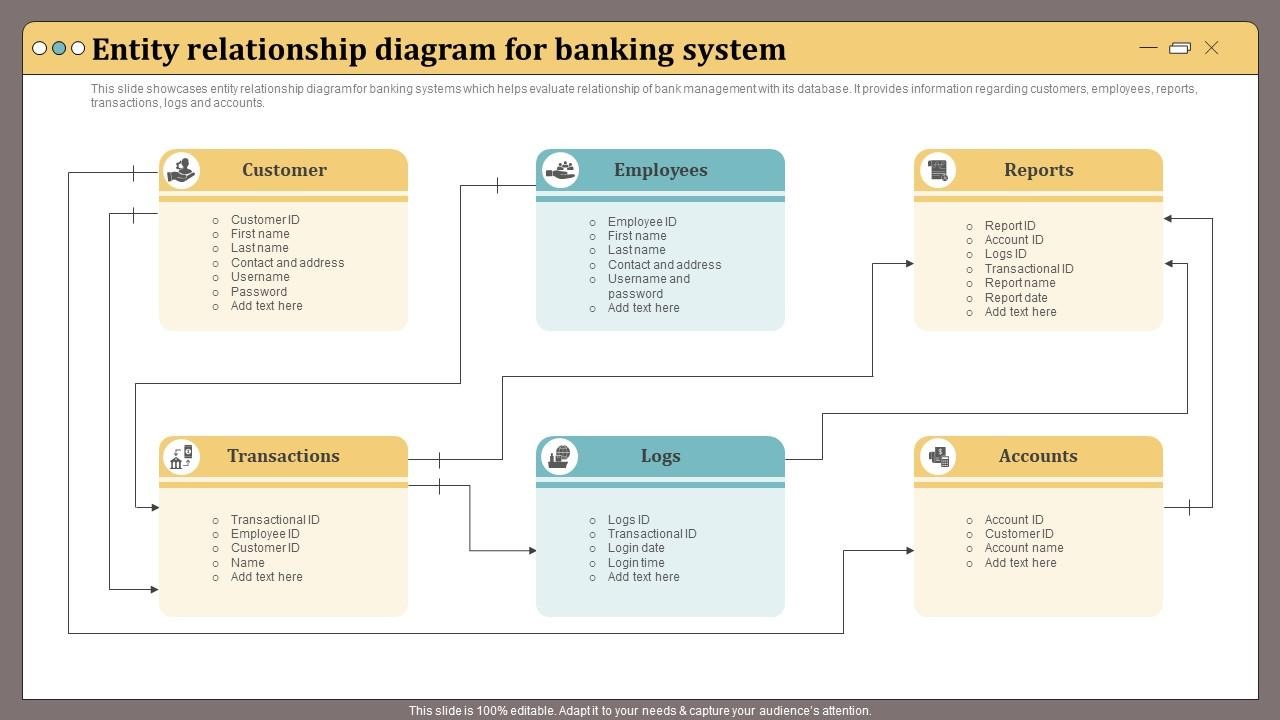 Entity relationship diagram for banking system
This slide showcases entity relationship diagram for banking systems which helps evaluate relationship of bank management with its database. It provides information regarding customers, employees, reports,
transactions, logs and accounts.
Customer
Customer ID
First name
Last name
Contact and address
Username
Password
Add text here
Employees
Employee ID
First name
Last name
Contact and address
Username and
password
Add text here
Reports
Report ID
Account ID
Logs ID
Transactional ID
Report name
Report date
Add text here
Transactions
Transactional ID
Employee ID
Customer ID
Name
Add text here
Logs
Logs ID
Transactional ID
Login date
Login time
Add text here
Accounts
Account ID
Customer ID
Account name
Add text here
This slide is 100% editable. Adapt it to your needs & capture your audience's attention.